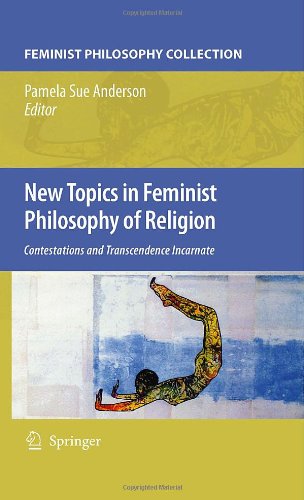 FEMINIST PHILOSOPHY COLLECTION
Pamela Sue Anderson
Editor
New Topics in Feminist
Philosophy of Religion
Contestations and Transcendence Incarnate
Springer